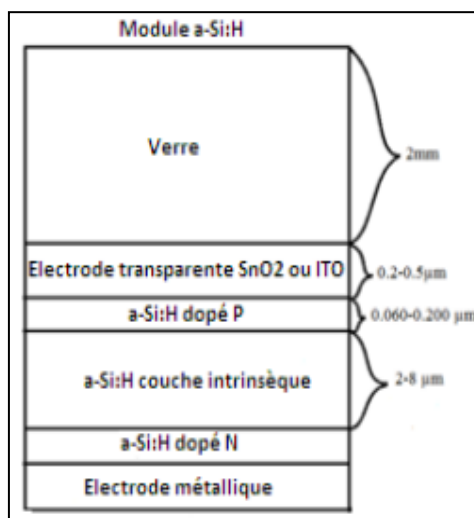 Module a-Si:H
Verre
2mm
Electrode transparente SnO2 ou ITO
0.2-0.5µm
a-Si:H dopé P
0.060-0.200 µm
a-Si:H couche intrinsèque
2-8 µm
a-Si:H dopé N
Electrode métallique